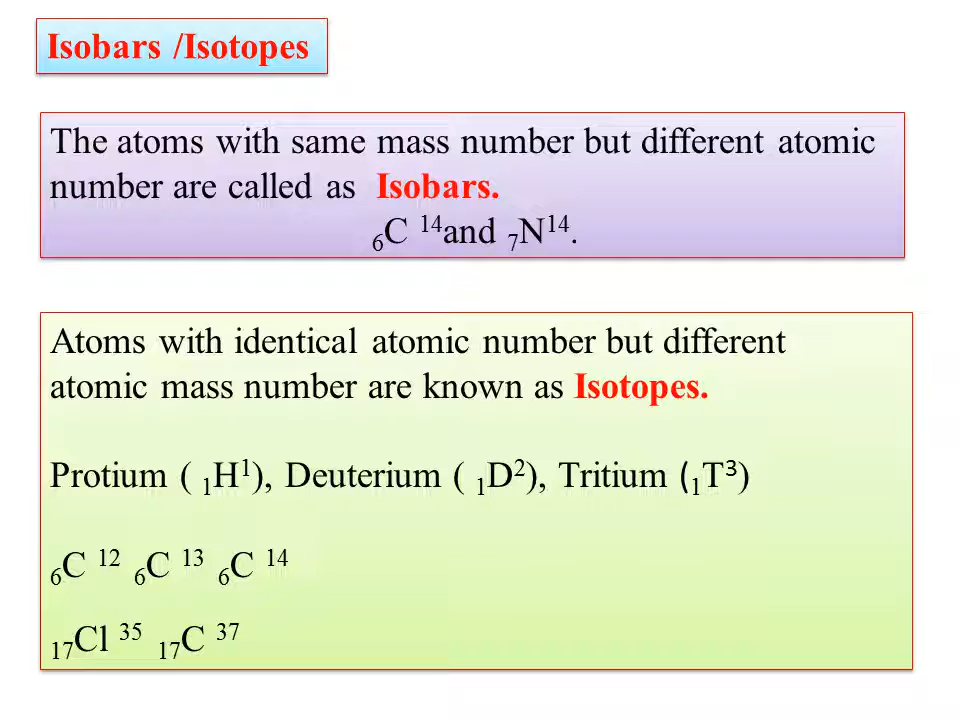 Isobars /Isotopes
The atoms with same mass number but different atomic
number are called as Isobars.
₆C ¹⁴and ₇N¹⁴.
Atoms with identical atomic number but different
atomic mass number are known as Isotopes.
Protium ( ₁H¹), Deuterium ( ₁D²), Tritium (₁T³)
₆C ¹² ₆C ¹³ ₆C ¹⁴
₁₇Cl ³⁵ ₁₇C ³⁷